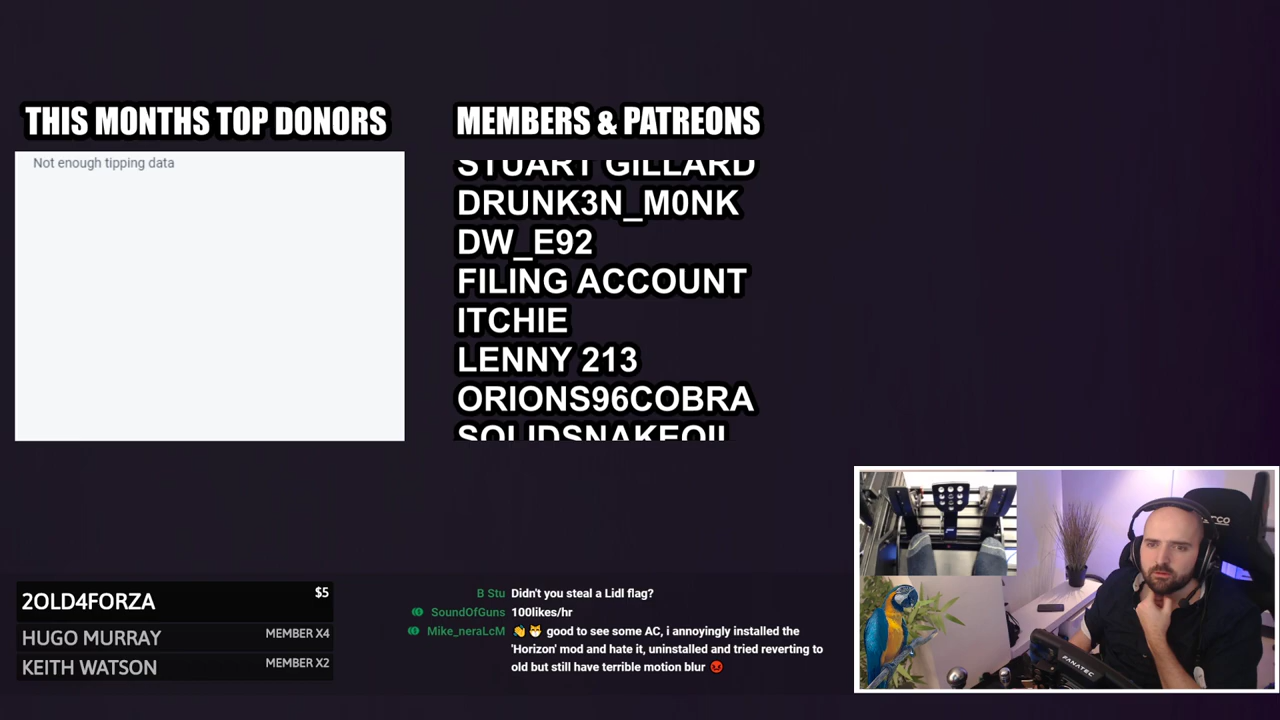 THIS MONTHS TOP DONORS
Not enough tipping data
MEMBERS & PATREONS
STUART GILLARD
DRUNK3N_M0NK
DW_E92
FILING ACCOUNT
ITCHIE
LENNY 213
ORIONS96COBRA
SOLIDSNAKEOIL
2OLD4FORZA $5
HUGO MURRAY MEMBER X4
KEITH WATSON MEMBER X2
B Stu Didn't you steal a Lidl flag?
SoundOfGuns 100likes/hr
Mike_neraLcM 👏 😼 good to see some AC, i annoyingly installed the
'Horizon' mod and hate it, uninstalled and tried reverting to
old but still have terrible motion blur 😡
FANATEC